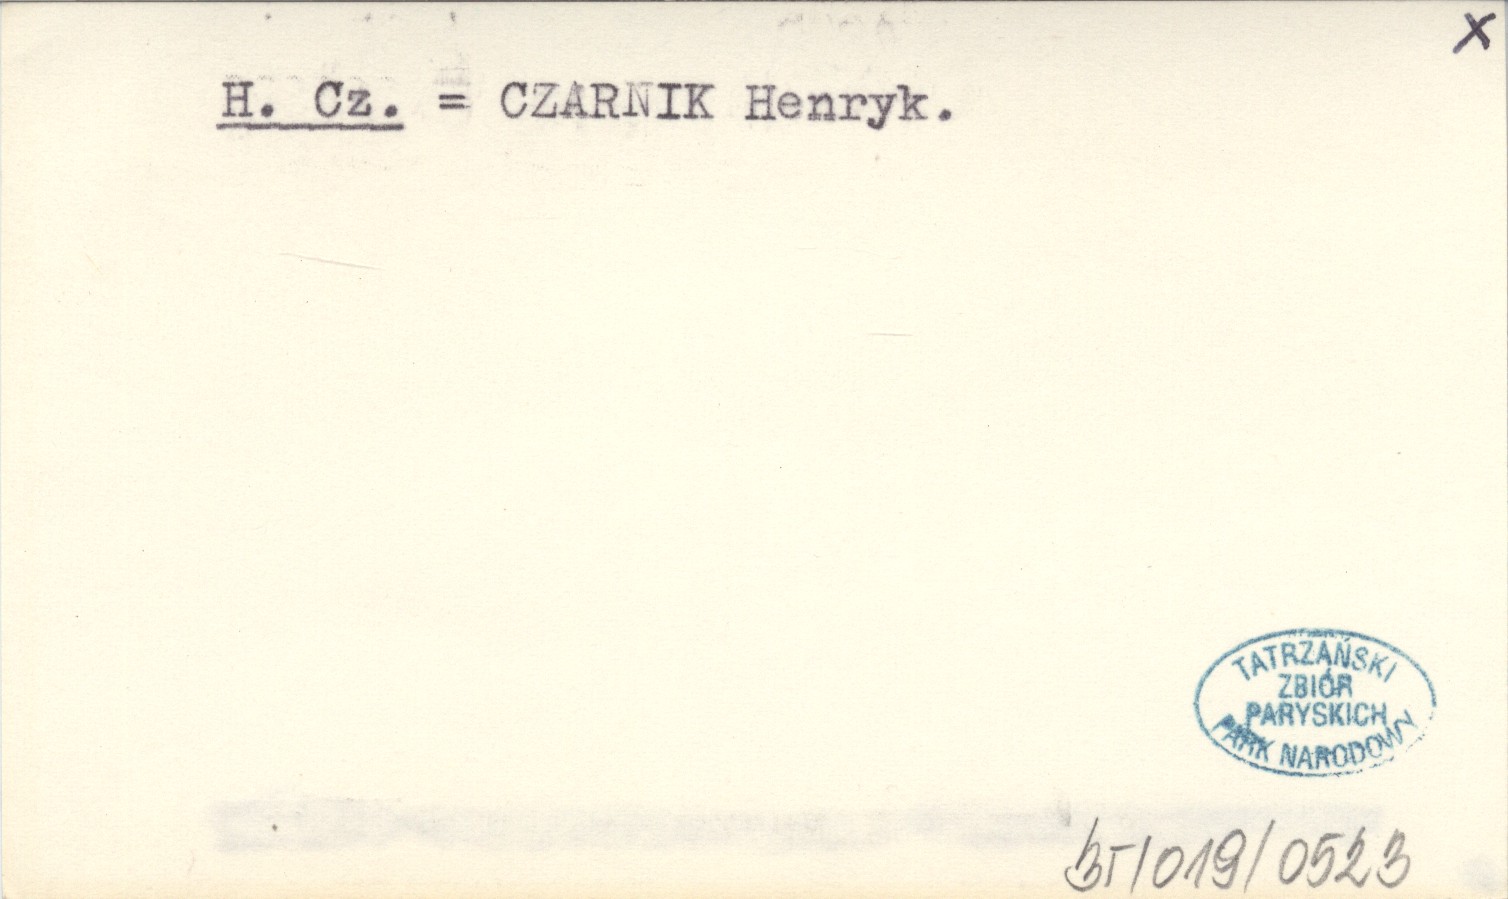 X
H. Cz. = CZARNIK Henryk.
TATRZAŃSKI
ZBIÓR
PARYSKICH
PARK NARODOWY
BT/019/0523